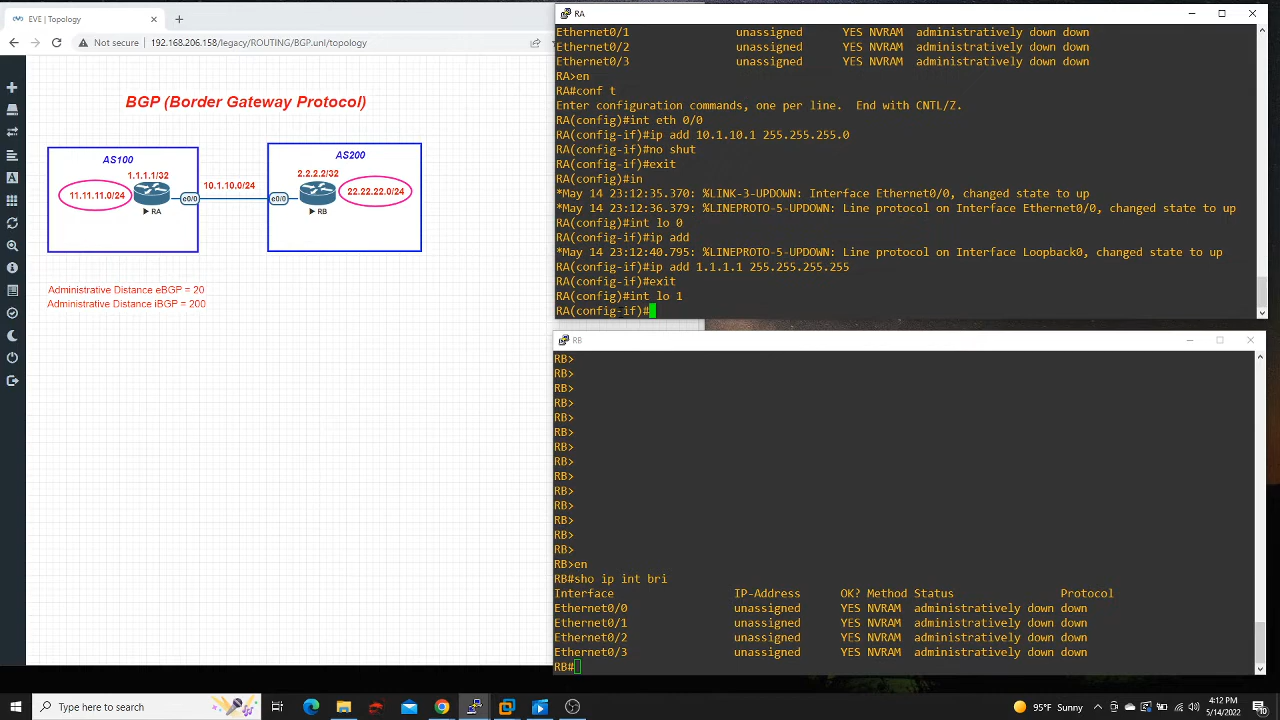 EVE | Topology
Not secure
192.168.206.158/legacy/ROUTING/BGP.unl/topology
BGP (Border Gateway Protocol)
AS100
AS200
1.1.1.1/32
2.2.2.2/32
10.1.10.0/24
11.11.11.0/24
22.22.22.0/24
e0/0
e0/0
RA
RB
Administrative Distance eBGP = 20
Administrative Distance iBGP = 200
RA
Ethernet0/1 unassigned YES NVRAM administratively down down
Ethernet0/2 unassigned YES NVRAM administratively down down
Ethernet0/3 unassigned YES NVRAM administratively down down
RA>en
RA#conf t
Enter configuration commands, one per line. End with CNTL/Z.
RA(config)#int eth 0/0
RA(config-if)#ip add 10.1.10.1 255.255.255.0
RA(config-if)#no shut
RA(config-if)#exit
RA(config)#in
*May 14 23:12:35.370: %LINK-3-UPDOWN: Interface Ethernet0/0, changed state to up
*May 14 23:12:36.379: %LINEPROTO-5-UPDOWN: Line protocol on Interface Ethernet0/0, changed state to up
RA(config)#int lo 0
RA(config-if)#ip add
*May 14 23:12:40.795: %LINEPROTO-5-UPDOWN: Line protocol on Interface Loopback0, changed state to up
RA(config-if)#ip add 1.1.1.1 255.255.255.255
RA(config-if)#exit
RA(config)#int lo 1
RA(config-if)#
RB
RB>
RB>
RB>
RB>
RB>
RB>
RB>
RB>
RB>
RB>
RB>
RB>
RB>
RB>
RB>en
RB#sho ip int bri
Interface IP-Address OK? Method Status Protocol
Ethernet0/0 unassigned YES NVRAM administratively down down
Ethernet0/1 unassigned YES NVRAM administratively down down
Ethernet0/2 unassigned YES NVRAM administratively down down
Ethernet0/3 unassigned YES NVRAM administratively down down
RB#
Type here to search
95°F Sunny
4:12 PM
5/14/2022